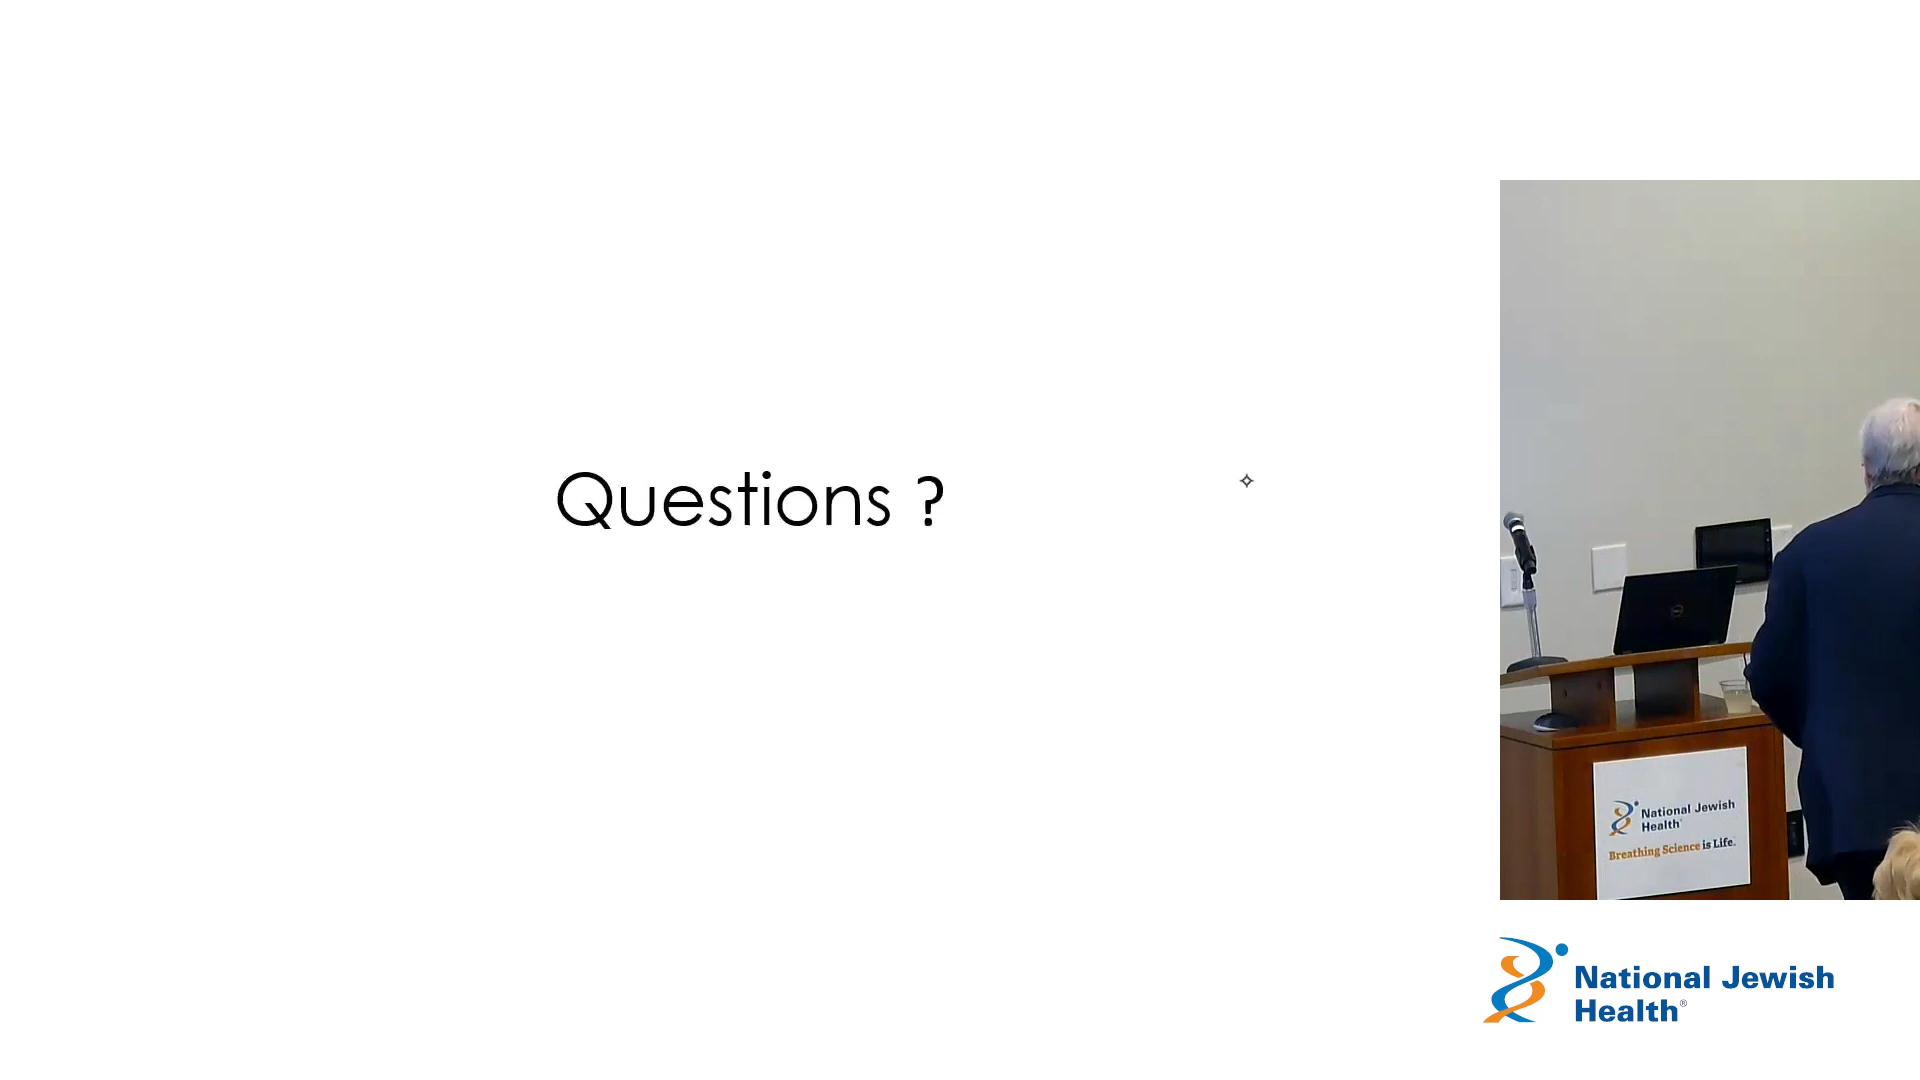 Questions ?
National Jewish
Health
Breathing Science is Life.
National Jewish
Health®